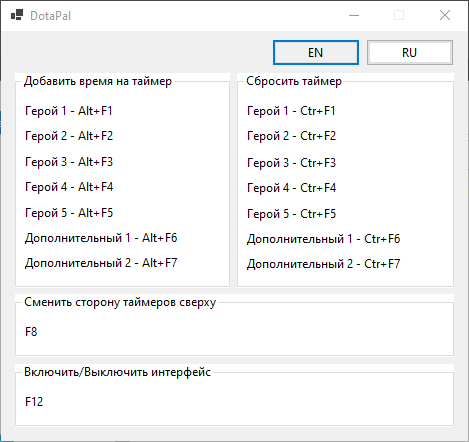 DotaPal
EN
RU
Добавить время на таймер
Герой 1 - Alt+F1
Герой 2 - Alt+F2
Герой 3 - Alt+F3
Герой 4 - Alt+F4
Герой 5 - Alt+F5
Дополнительный 1 - Alt+F6
Дополнительный 2 - Alt+F7
Сбросить таймер
Герой 1 - Ctr+F1
Герой 2 - Ctr+F2
Герой 3 - Ctr+F3
Герой 4 - Ctr+F4
Герой 5 - Ctr+F5
Дополнительный 1 - Ctr+F6
Дополнительный 2 - Ctr+F7
Сменить сторону таймеров сверху
F8
Включить/Выключить интерфейс
F12